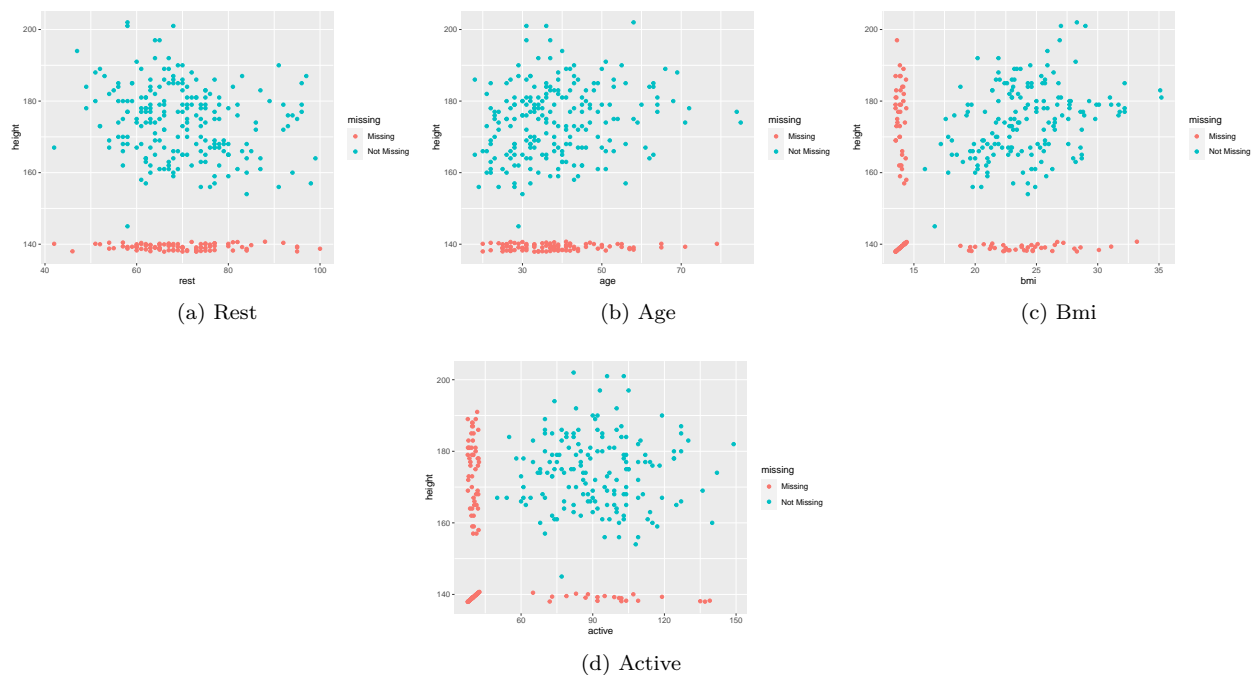 200
180
160
140
height
40
60
80
100
rest
missing
Missing
Not Missing
(a) Rest
200
180
160
140
height
30
50
70
age
missing
Missing
Not Missing
(b) Age
200
180
160
140
height
15
20
25
30
35
bmi
missing
Missing
Not Missing
(c) Bmi
200
180
160
140
height
60
90
120
150
active
missing
Missing
Not Missing
(d) Active